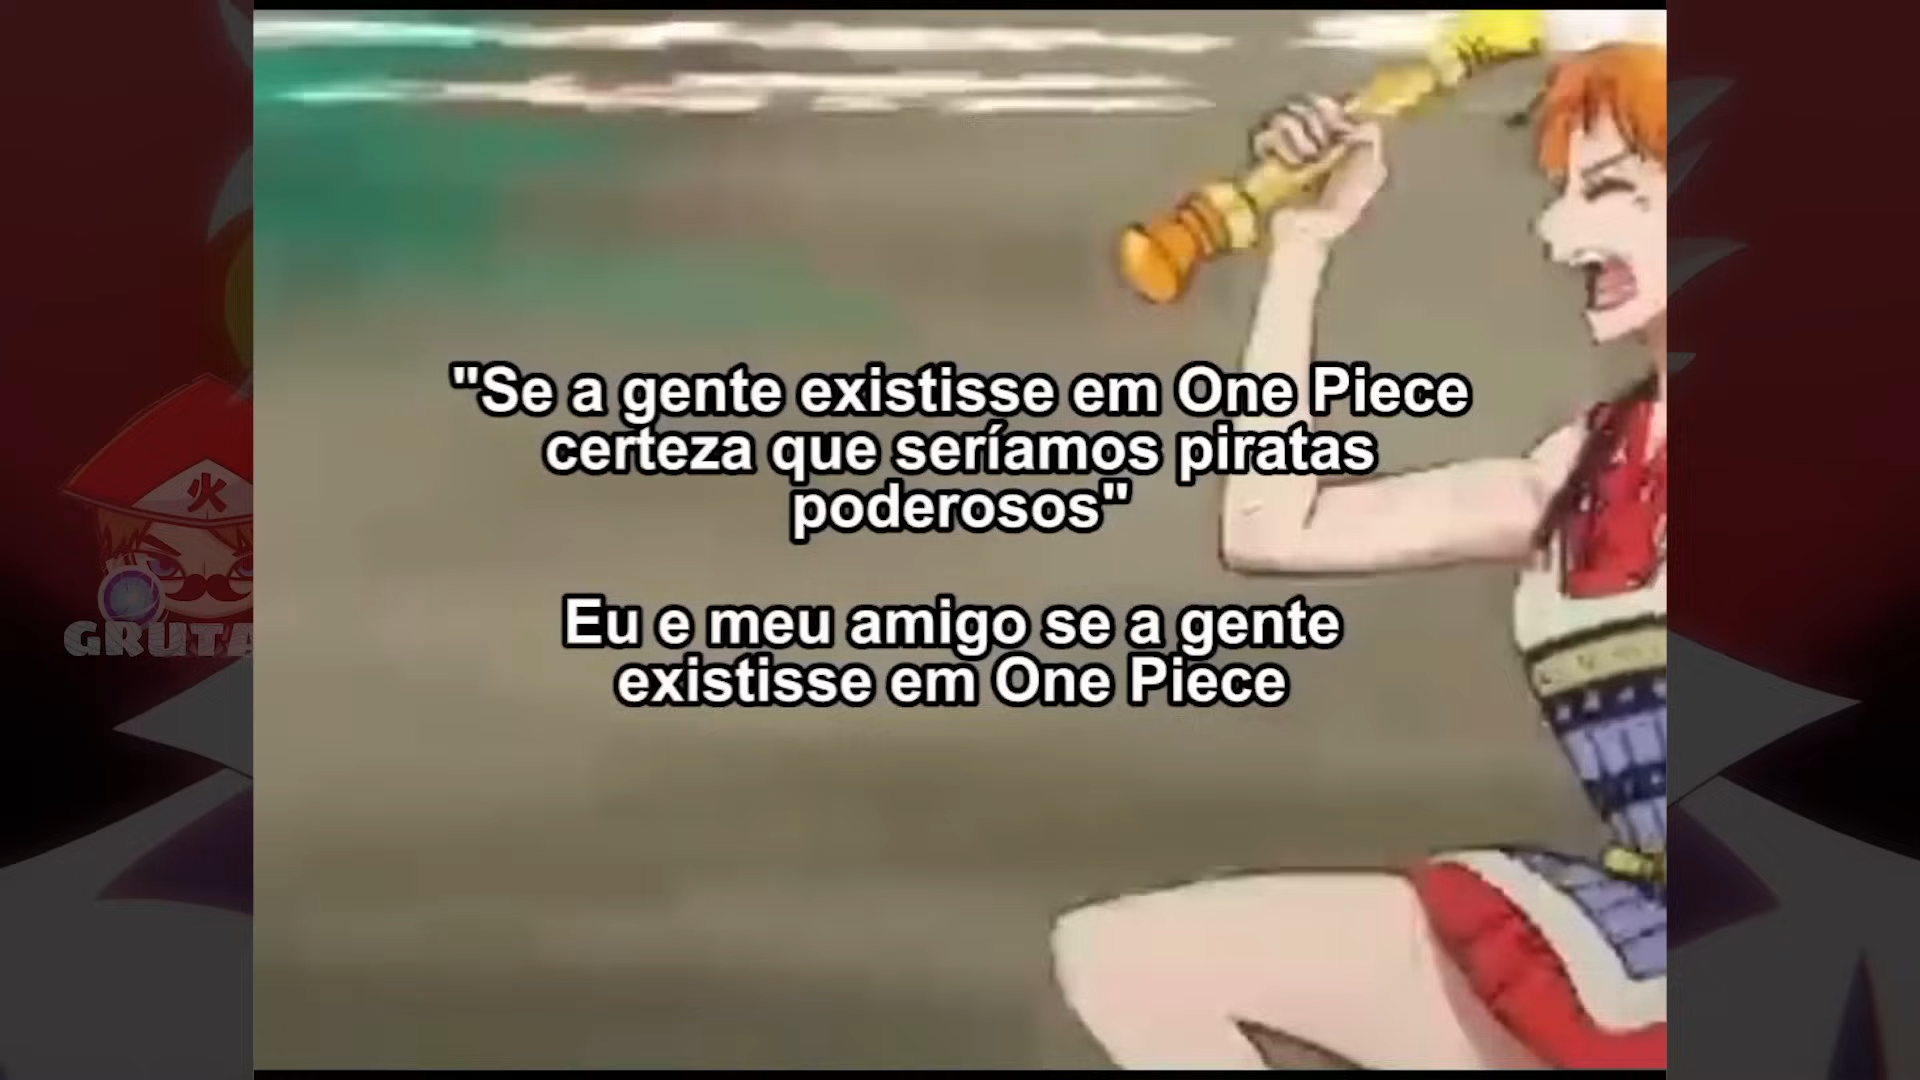 "Se a gente existisse em One Piece
certeza que seríamos piratas
poderosos"
Eu e meu amigo se a gente
existisse em One Piece
火
GRUTA